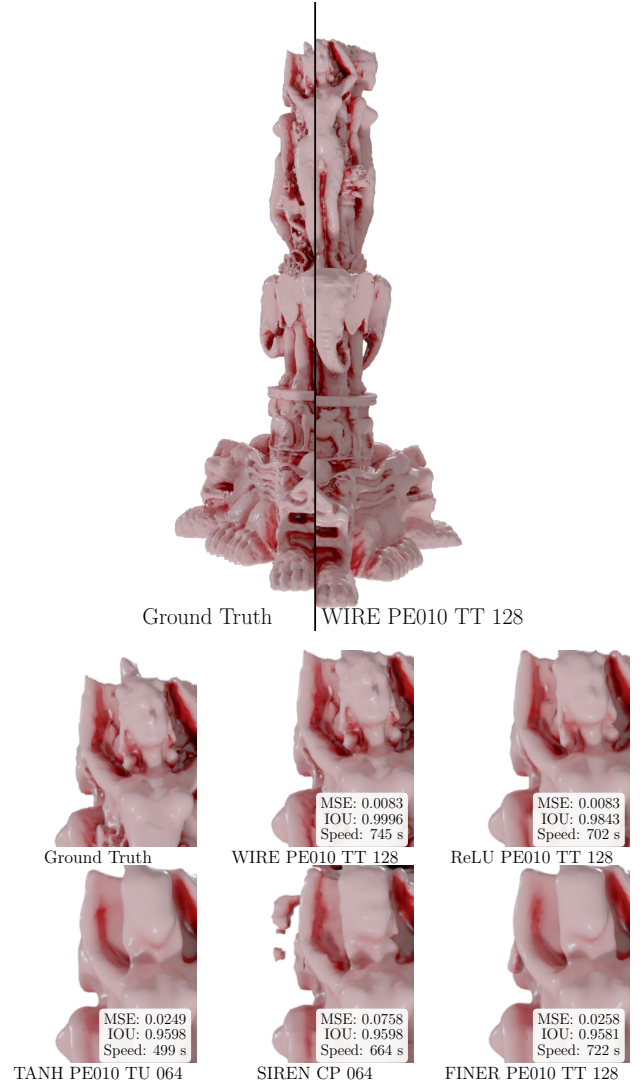 Ground Truth
WIRE PE010 TT 128
MSE: 0.0083
IOU: 0.9996
Speed: 745 s
MSE: 0.0083
IOU: 0.9843
Speed: 702 s
Ground Truth
WIRE PE010 TT 128
ReLU PE010 TT 128
MSE: 0.0249
IOU: 0.9598
Speed: 499 s
MSE: 0.0758
IOU: 0.9598
Speed: 664 s
MSE: 0.0258
IOU: 0.9581
Speed: 722 s
TANH PE010 TU 064
SIREN CP 064
FINER PE010 TT 128